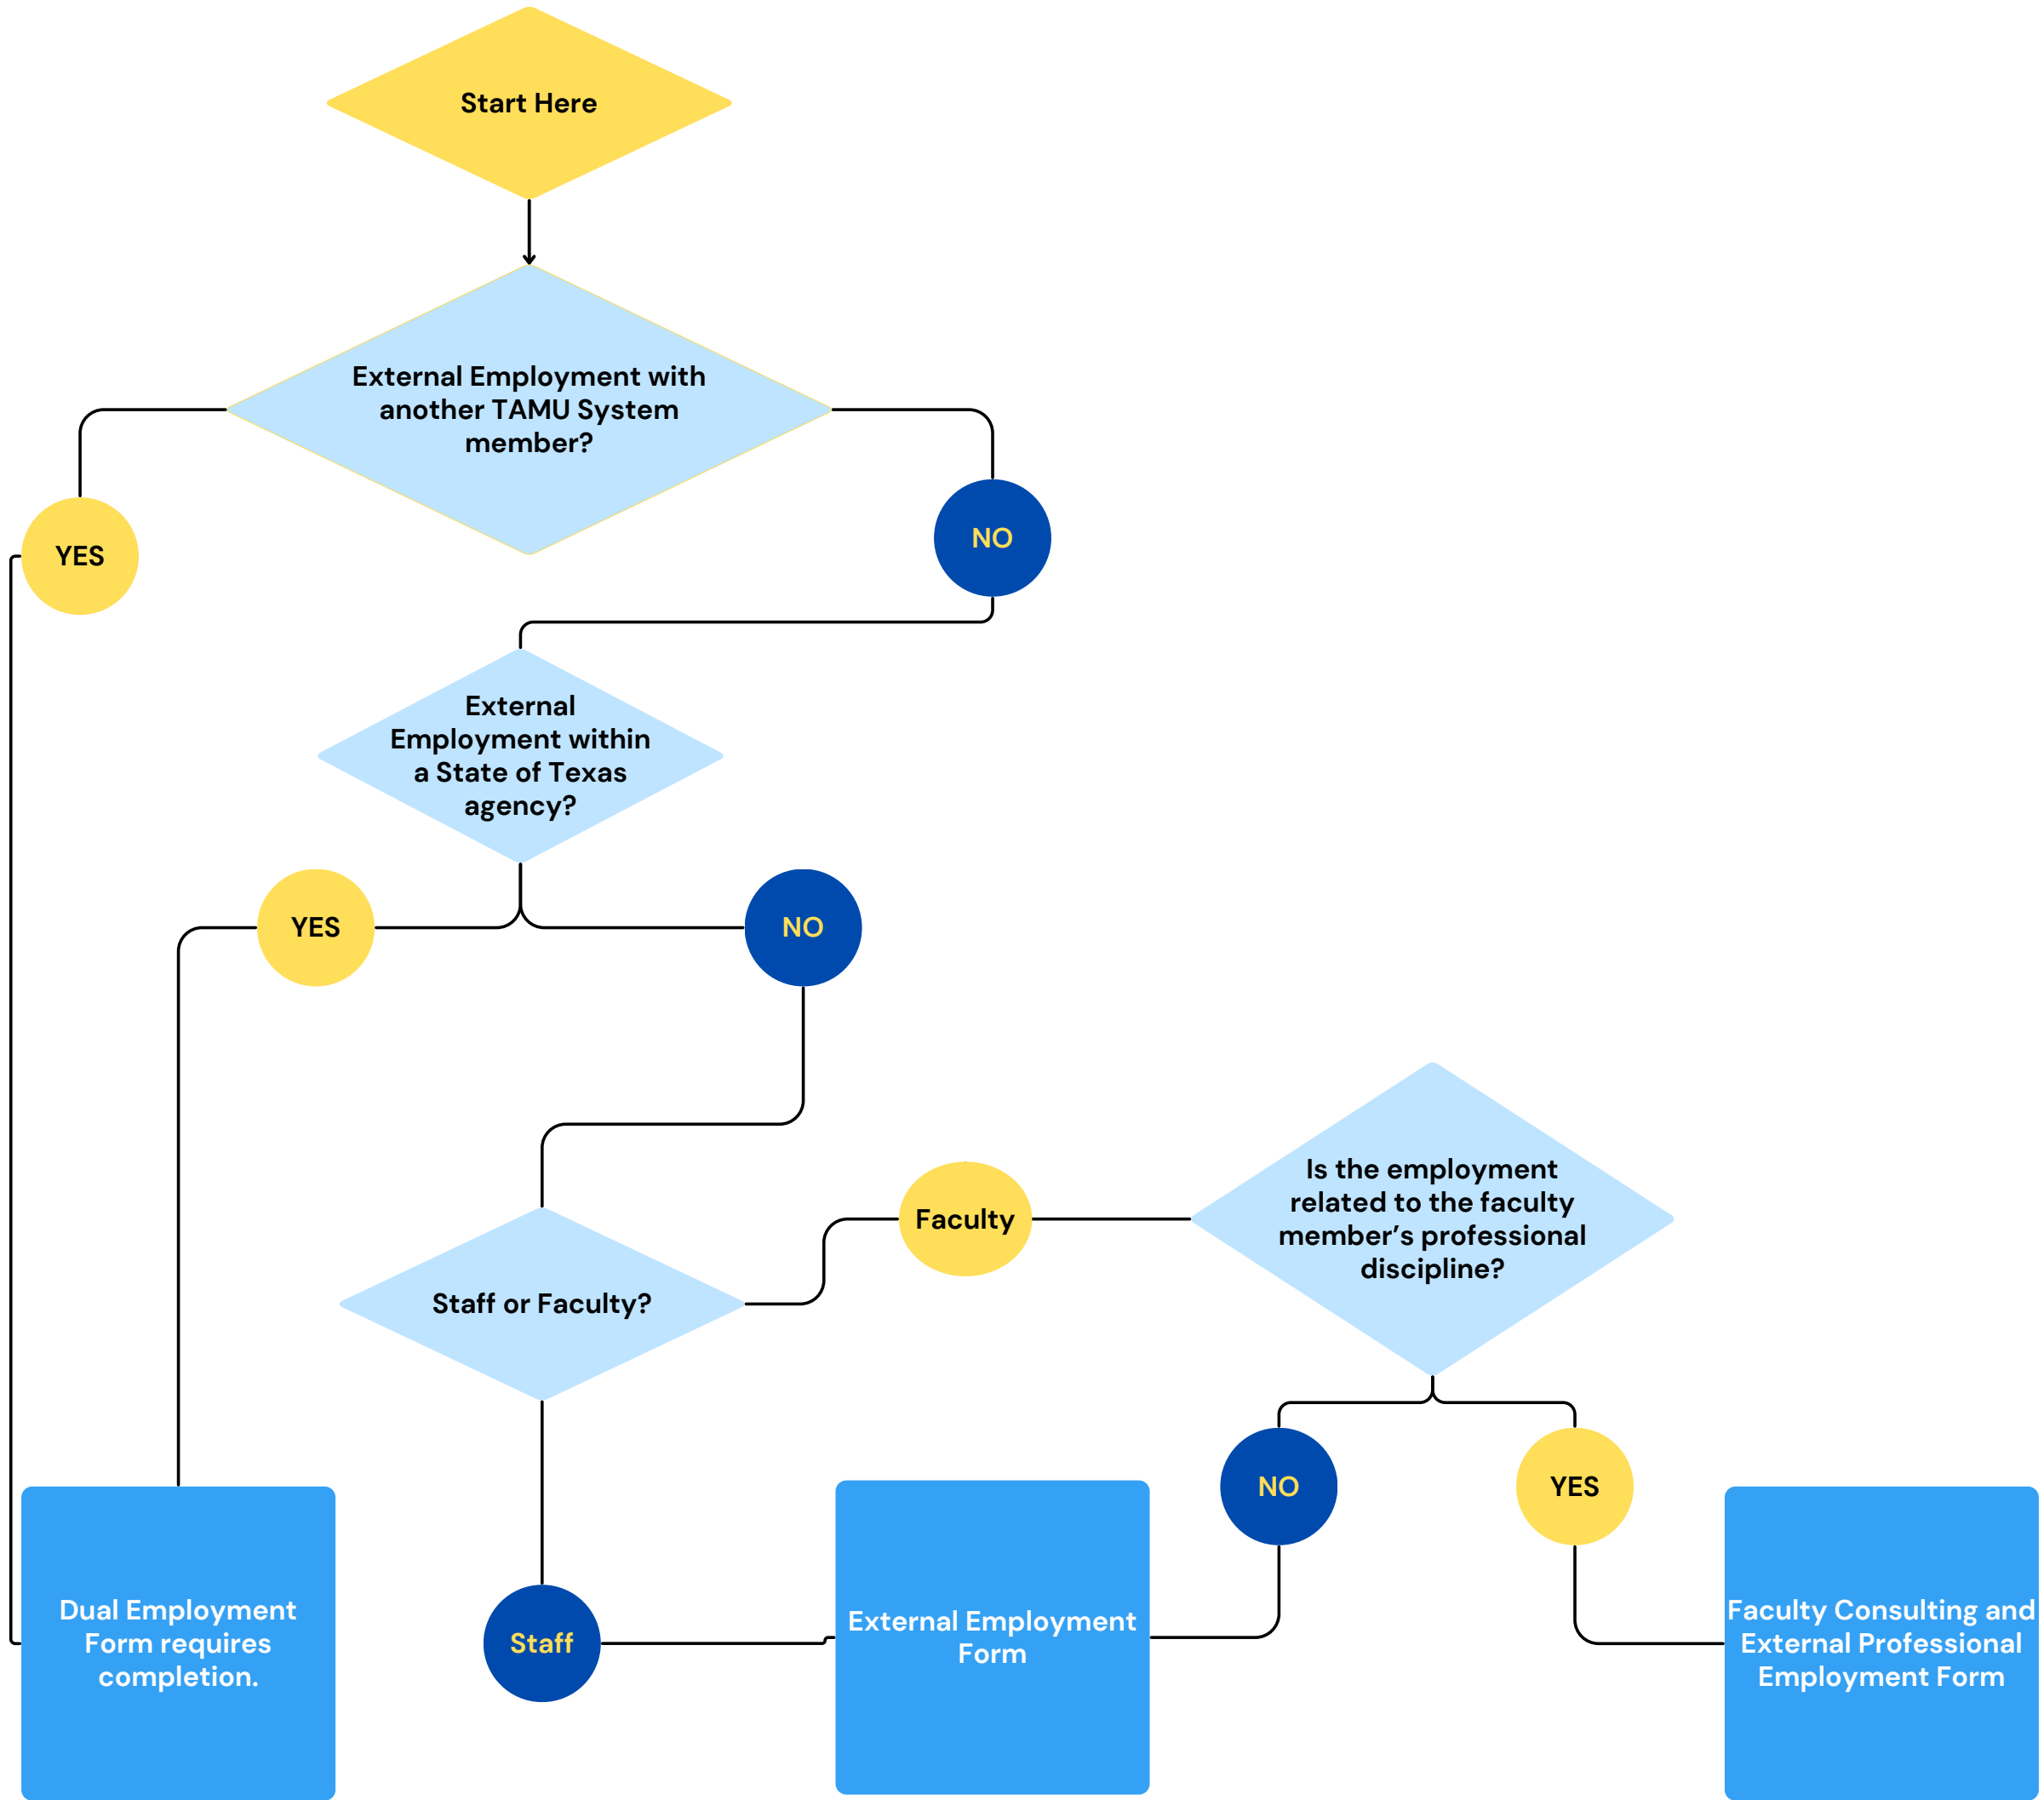 Start Here
External Employment with
another TAMU System
member?
NO
YES
External
Employment within
a State of Texas
agency?
YES
NO
Is the employment
related to the faculty
member’s professional
discipline?
Faculty
Staff or Faculty?
NO
YES
Dual Employment
Form requires
completion.
Staff
External Employment
Form
Faculty Consulting and
External Professional
Employment Form